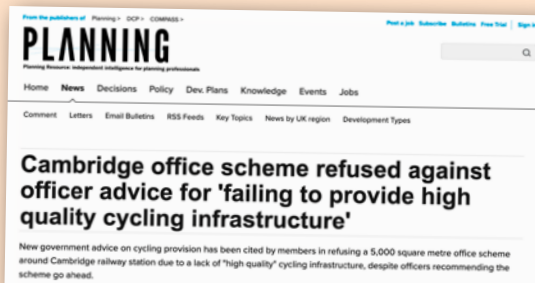 From the publishers of Planning > DCP > COMPASS >
Post a job Subscribe Bulletins Free Trial Sign i
PLANNING
Planning Resource: independent intelligence for planning professionals
Home News Decisions Policy Dev. Plans Knowledge Events Jobs
Comment Letters Email Bulletins RSS Feeds Key Topics News by UK region Development Types
Cambridge office scheme refused against
officer advice for 'failing to provide high
quality cycling infrastructure'
New government advice on cycling provision has been cited by members in refusing a 5,000 square metre office scheme
around Cambridge railway station due to a lack of "high quality" cycling infrastructure, despite officers recommending the
scheme go ahead.